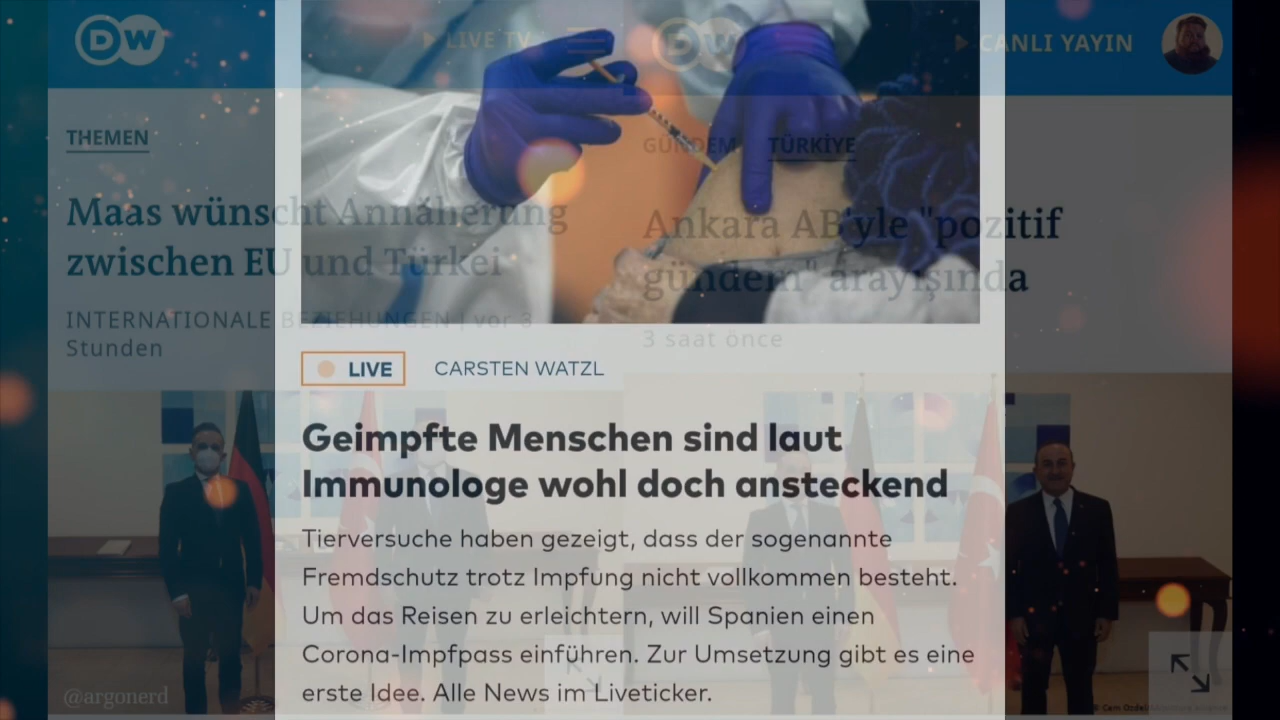 DW
LIVE TV
DW
CANLI YAYIN
THEMEN
GÜNDEM TÜRKİYE
Maas wünscht Annäherung
zwischen EU und Türkei
Ankara AB'yle "pozitif
gündem" arayışında
INTERNATIONALE BEZIEHUNGEN | vor 3
Stunden
3 saat önce
LIVE CARSTEN WATZL
Geimpfte Menschen sind laut
Immunologe wohl doch ansteckend
Tierversuche haben gezeigt, dass der sogenannte
Fremdschutz trotz Impfung nicht vollkommen besteht.
Um das Reisen zu erleichtern, will Spanien einen
Corona-Impfpass einführen. Zur Umsetzung gibt es eine
erste Idee. Alle News im Liveticker.
@argonerd